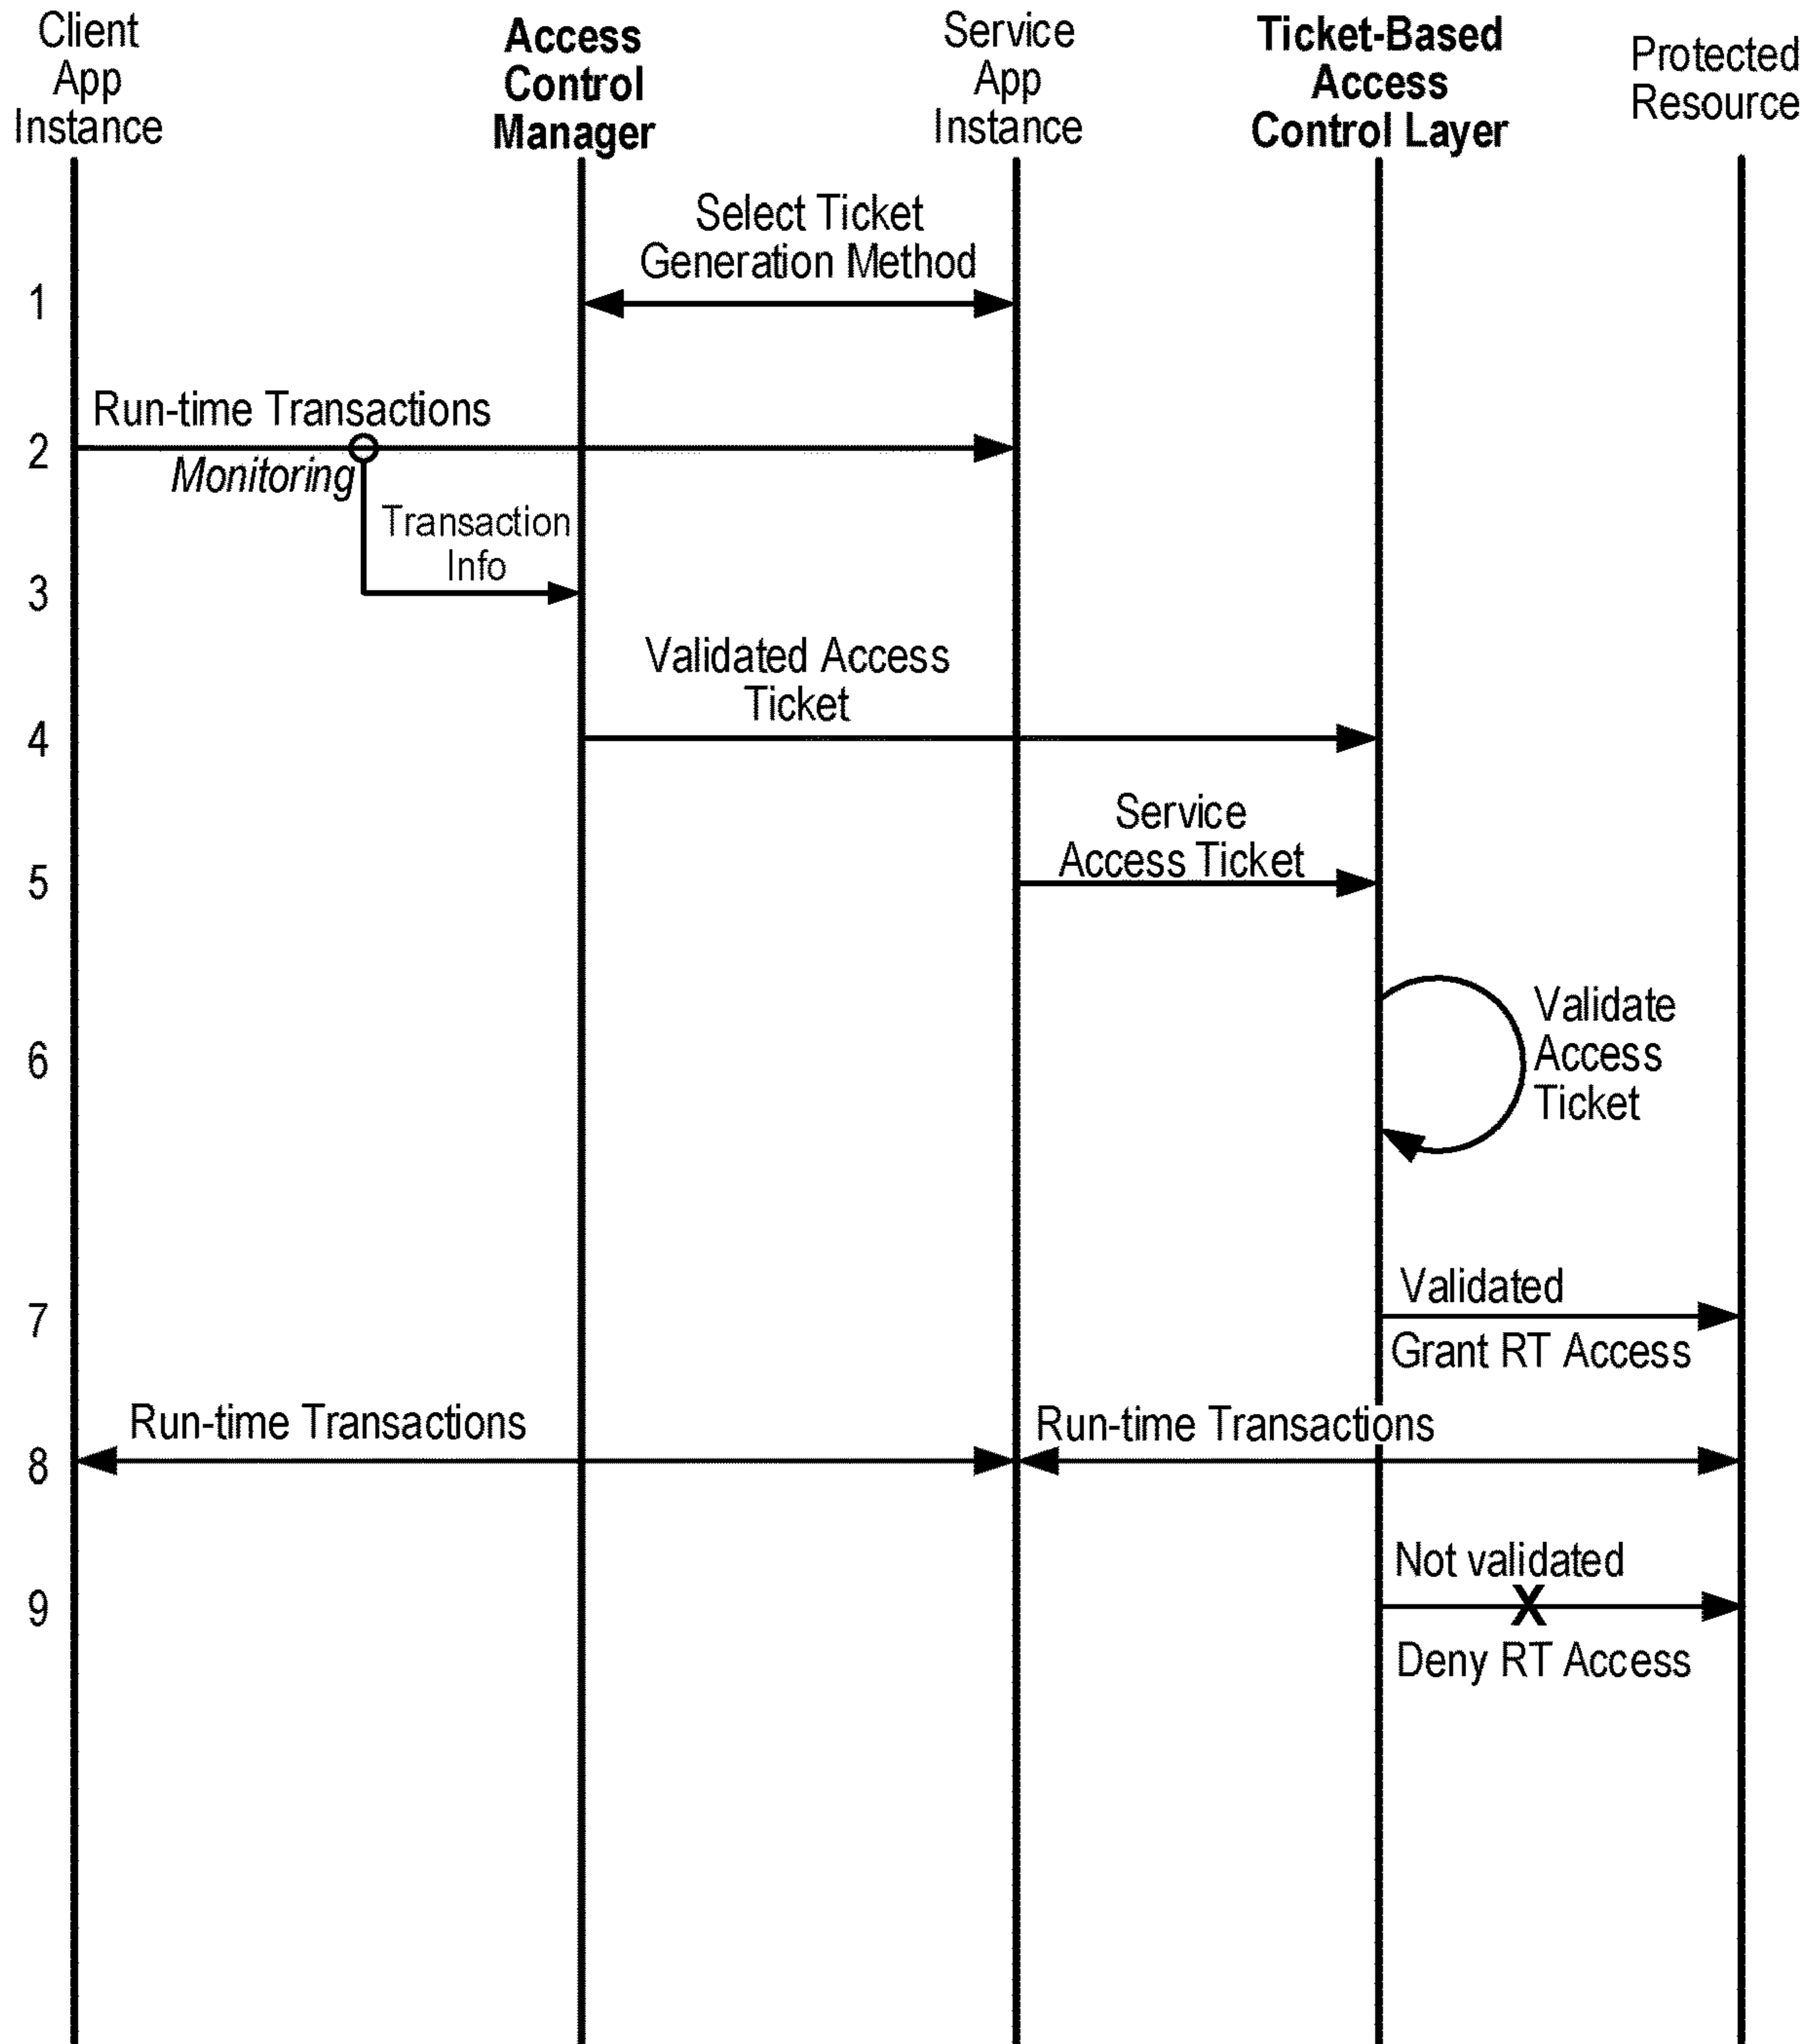 Client
App
Instance
Access
Control
Manager
Service
App
Instance
Ticket-Based
Access
Control Layer
Protected
Resource
Select Ticket
Generation Method
1
Run-time Transactions
2
Monitoring
Transaction
Info
3
Validated Access
Ticket
4
Service
Access Ticket
5
Validate
Access
Ticket
6
Validated
7
Grant RT Access
Run-time Transactions
Run-time Transactions
8
Not validated
9
X
Deny RT Access